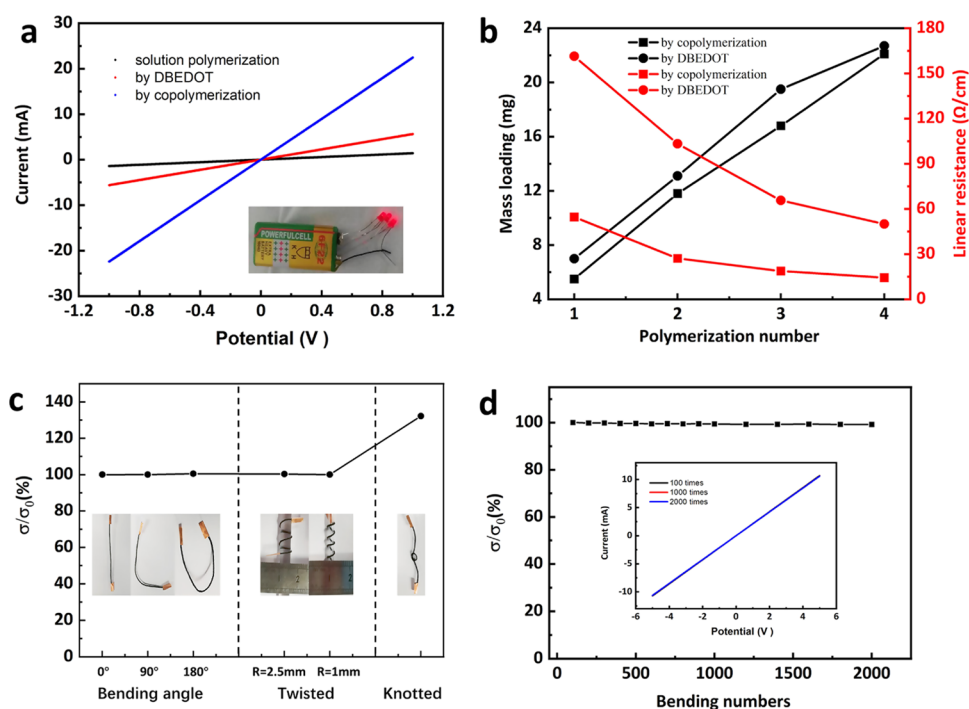 a
30
20
10
0
-10
-20
-30
Current (mA)
solution polymerization
by DBEDOT
by copolymerization
POWERFULCELL
6F22
-1.2 -0.8 -0.4 0.0 0.4 0.8 1.2
Potential (V )
b
24
20
16
12
8
4
Mass loading (mg)
by copolymerization
by DBEDOT
by copolymerization
by DBEDOT
180
150
120
90
60
30
0
Linear resistance (Ω/cm)
1 2 3 4
Polymerization number
c
140
120
100
80
60
40
20
0
σ/σ0(%)
0° 90° 180° R=2.5mm R=1mm
Bending angle Twisted Knotted
d
100
80
60
40
20
0
σ/σ0(%)
100 times
1000 times
2000 times
10
5
0
-5
-10
Current (mA)
-6 -4 -2 0 2 4 6
Potential (V )
0 500 1000 1500 2000
Bending numbers